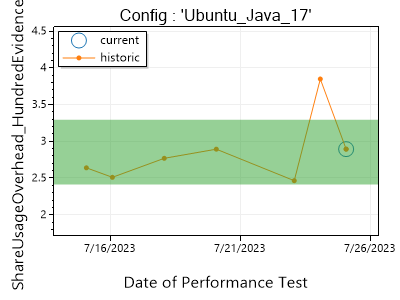 Config : 'Ubuntu_Java_17'
current
historic
4.5
4
3.5
3
2.5
2
ShareUsageOverhead_HundredEvidence
7/16/2023
7/21/2023
7/26/2023
Date of Performance Test